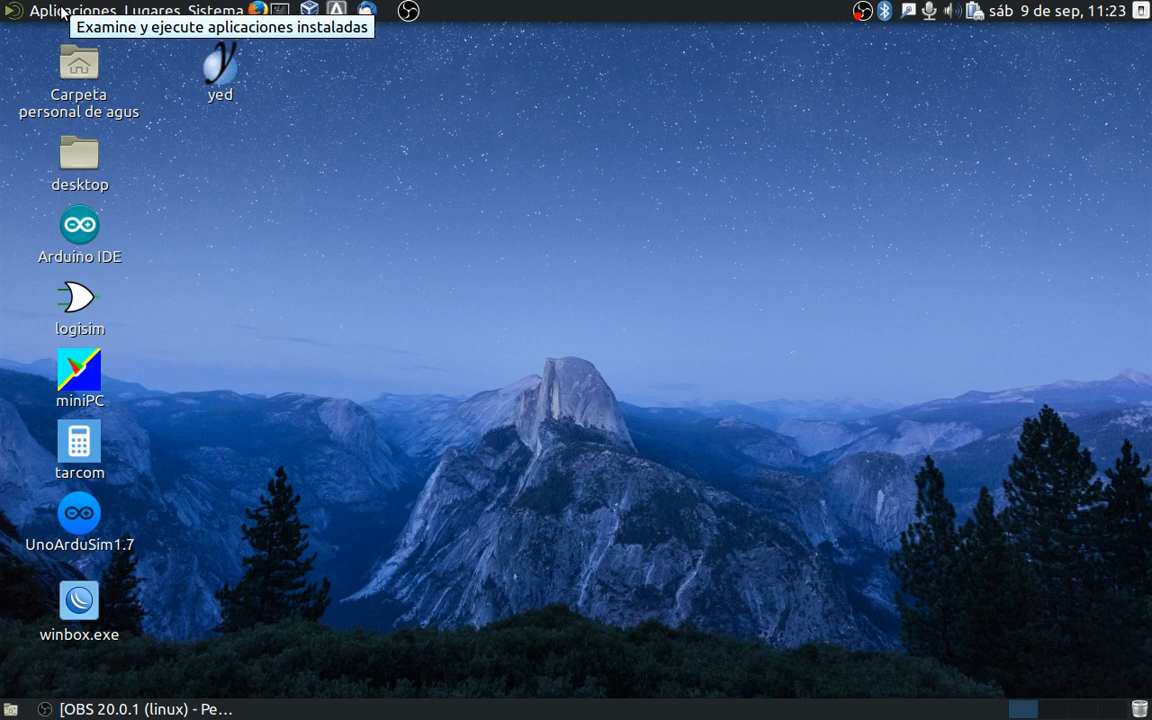 Aplicaciones Lugares Sistema
sáb 9 de sep, 11:23
Examine y ejecute aplicaciones instaladas
Carpeta
personal de agus
yed
desktop
Arduino IDE
logisim
miniPC
tarcom
UnoArduSim1.7
winbox.exe
[OBS 20.0.1 (linux) - Pe...